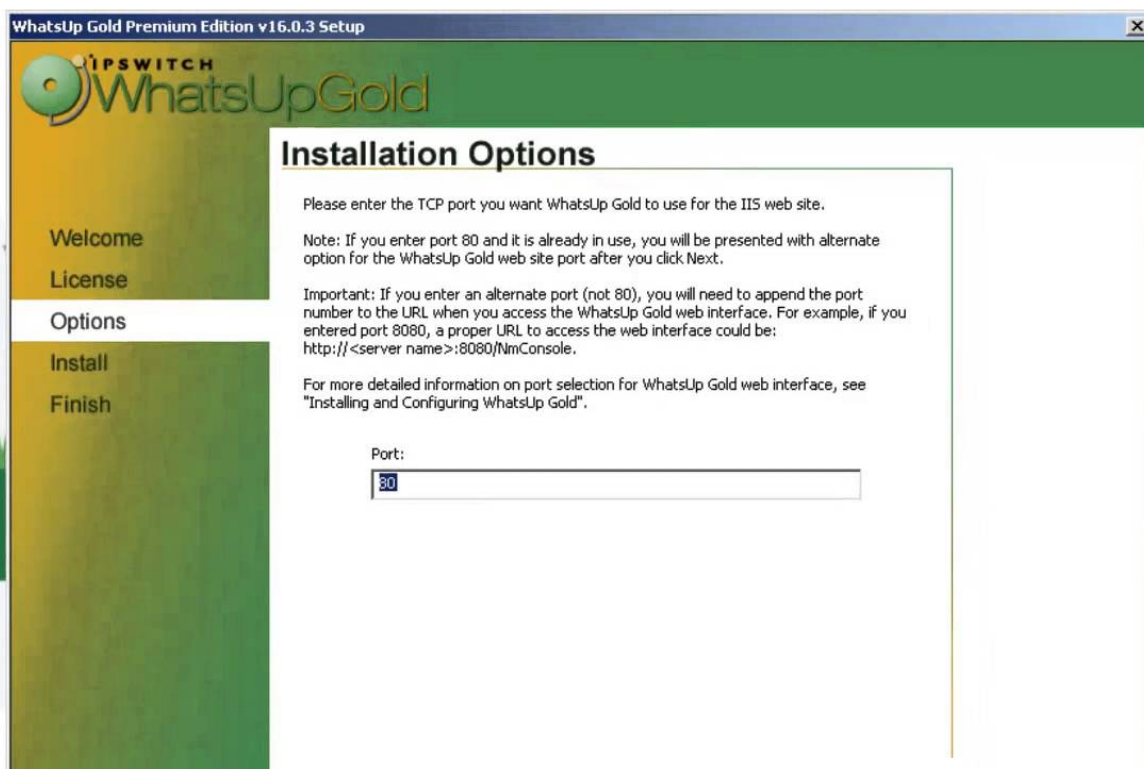 WhatsUp Gold Premium Edition v16.0.3 Setup
IPSWITCH
WhatsUpGold
Installation Options
Please enter the TCP port you want WhatsUp Gold to use for the IIS web site.
Note: If you enter port 80 and it is already in use, you will be presented with alternate
option for the WhatsUp Gold web site port after you click Next.
Important: If you enter an alternate port (not 80), you will need to append the port
number to the URL when you access the WhatsUp Gold web interface. For example, if you
entered port 8080, a proper URL to access the web interface could be:
http://<server name>:8080/NmConsole.
For more detailed information on port selection for WhatsUp Gold web interface, see
"Installing and Configuring WhatsUp Gold".
Port:
80
Welcome
License
Options
Install
Finish